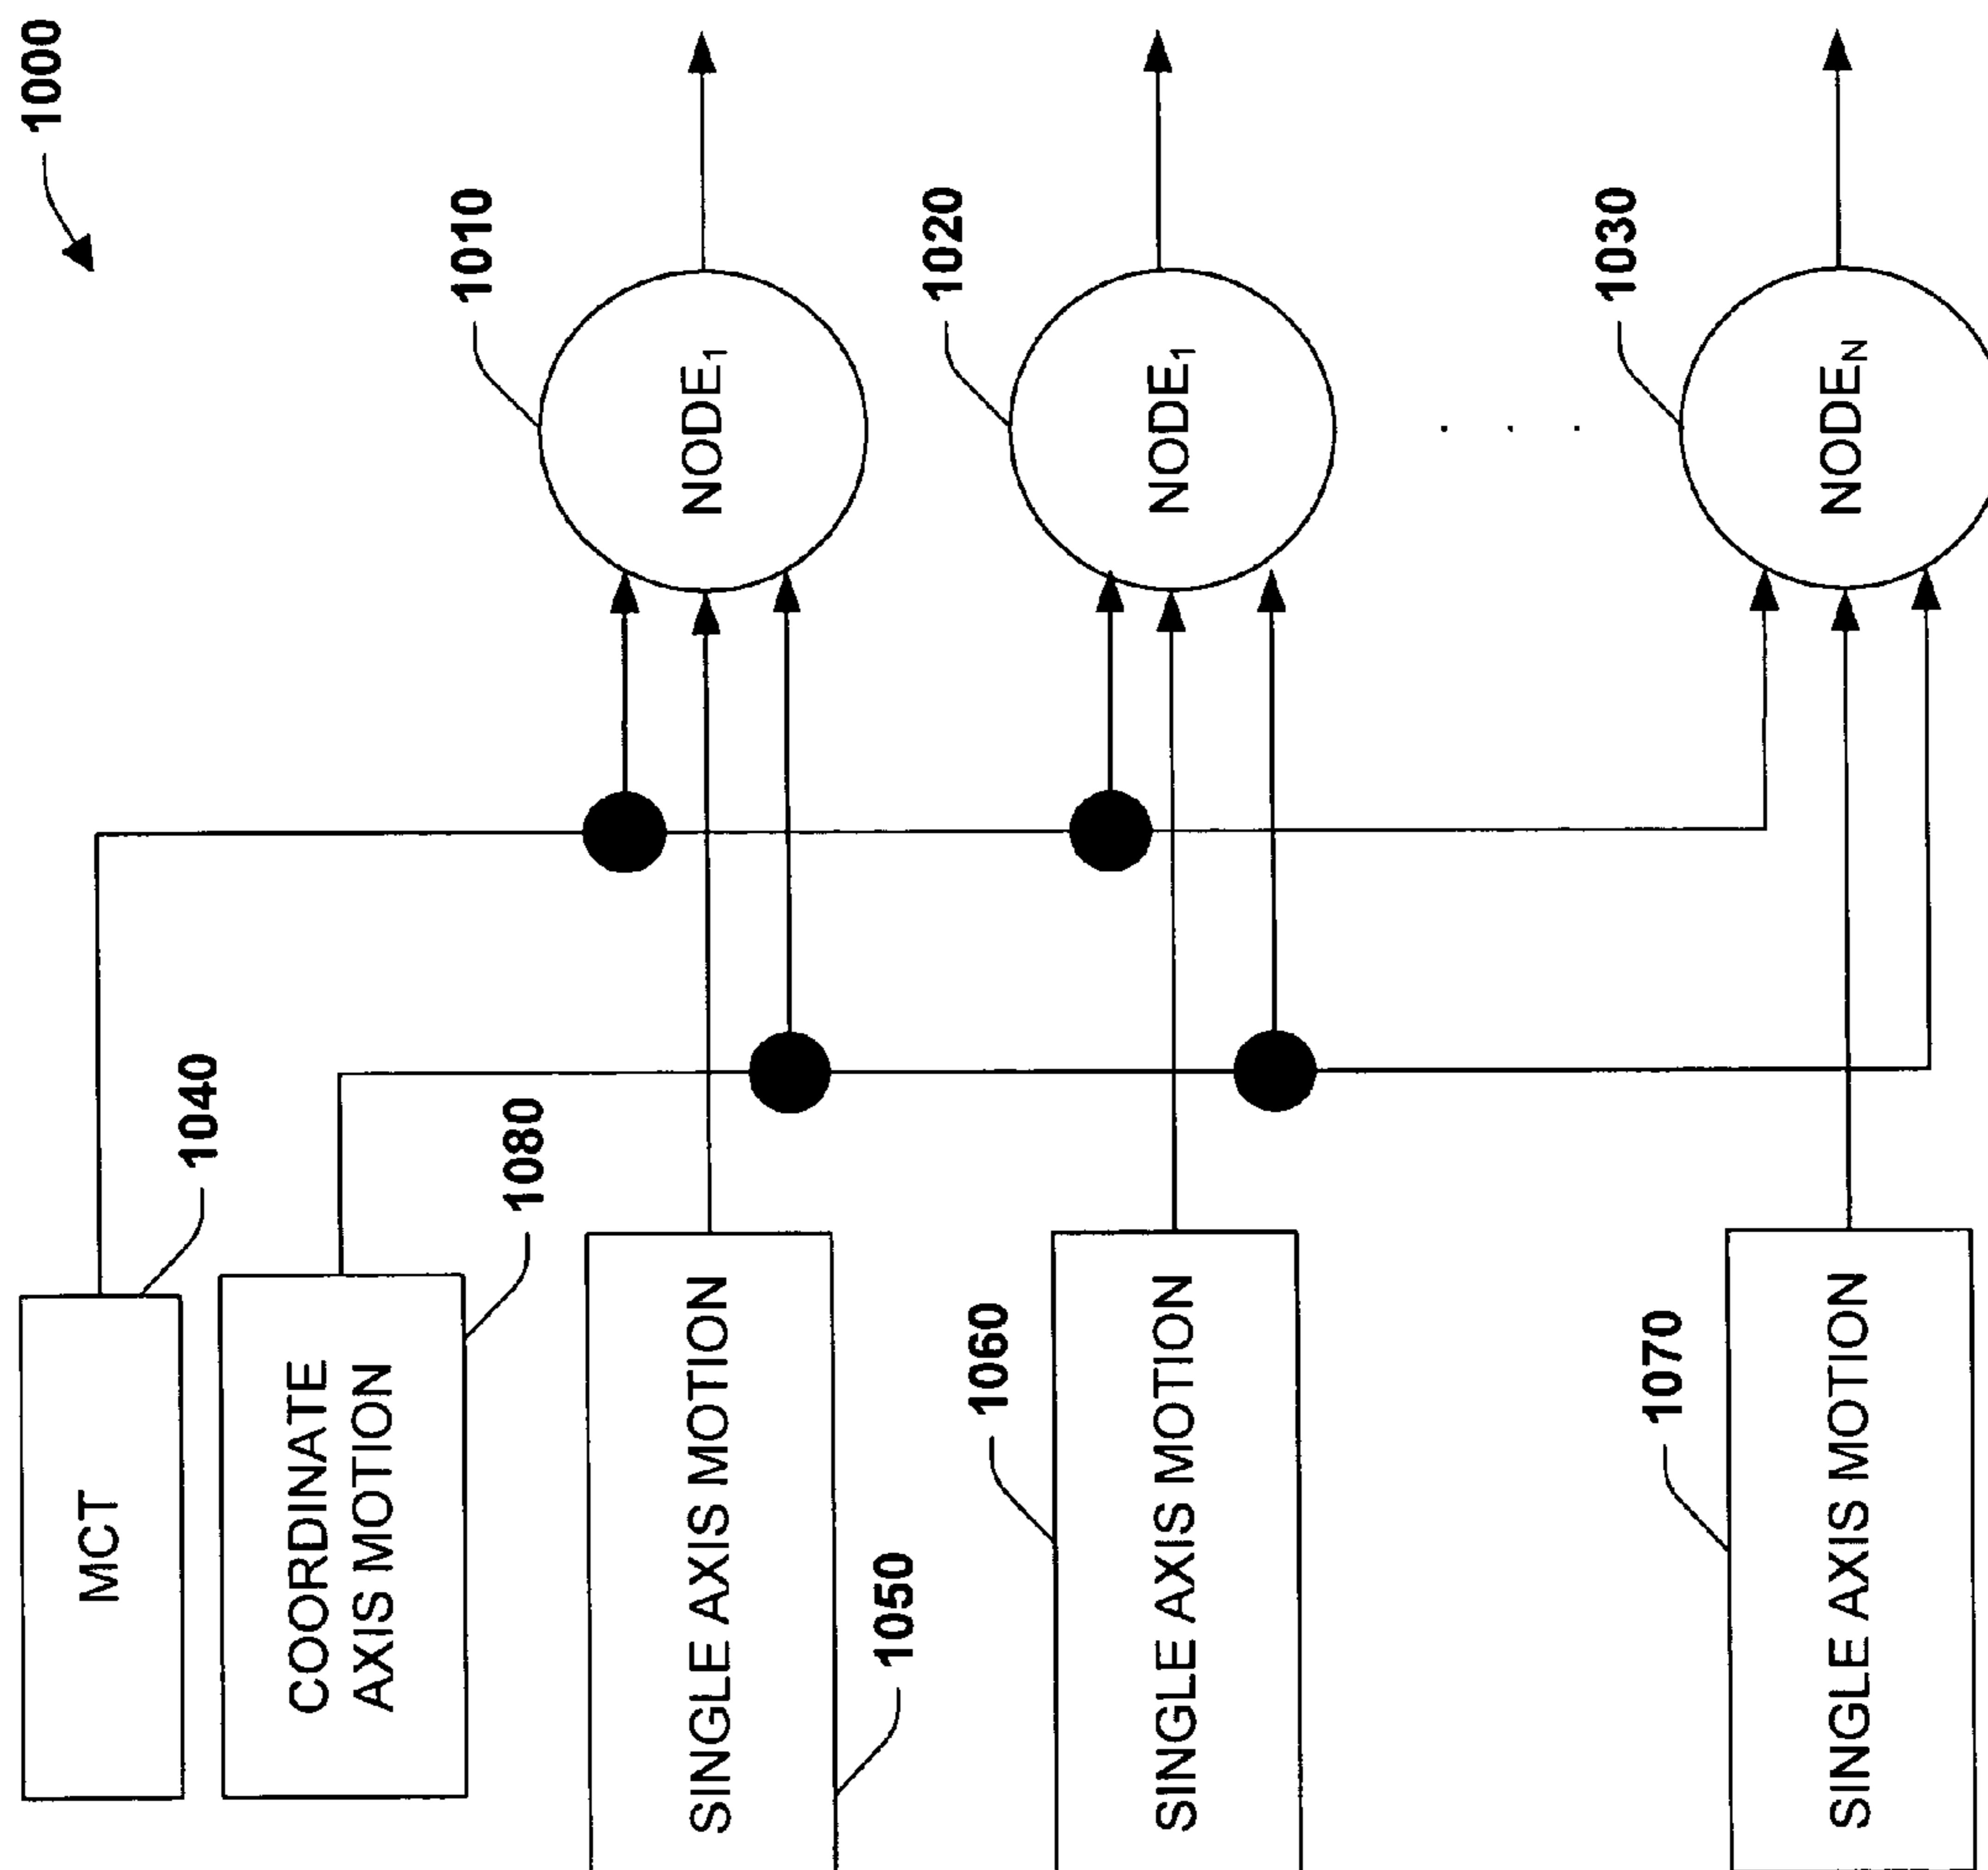 1000
MCT
1040
COORDINATE
AXIS MOTION
1080
SINGLE AXIS MOTION
1050
NODE₁
1010
SINGLE AXIS MOTION
1060
NODE₁
1020
. . .
SINGLE AXIS MOTION
1070
NODE_N
1030